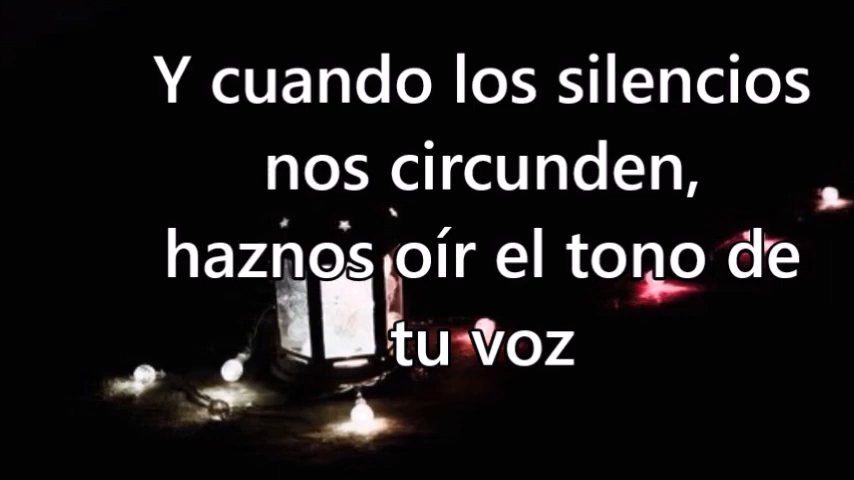 Y cuando los silencios
nos circunden,
haznos oír el tono de
tu voz